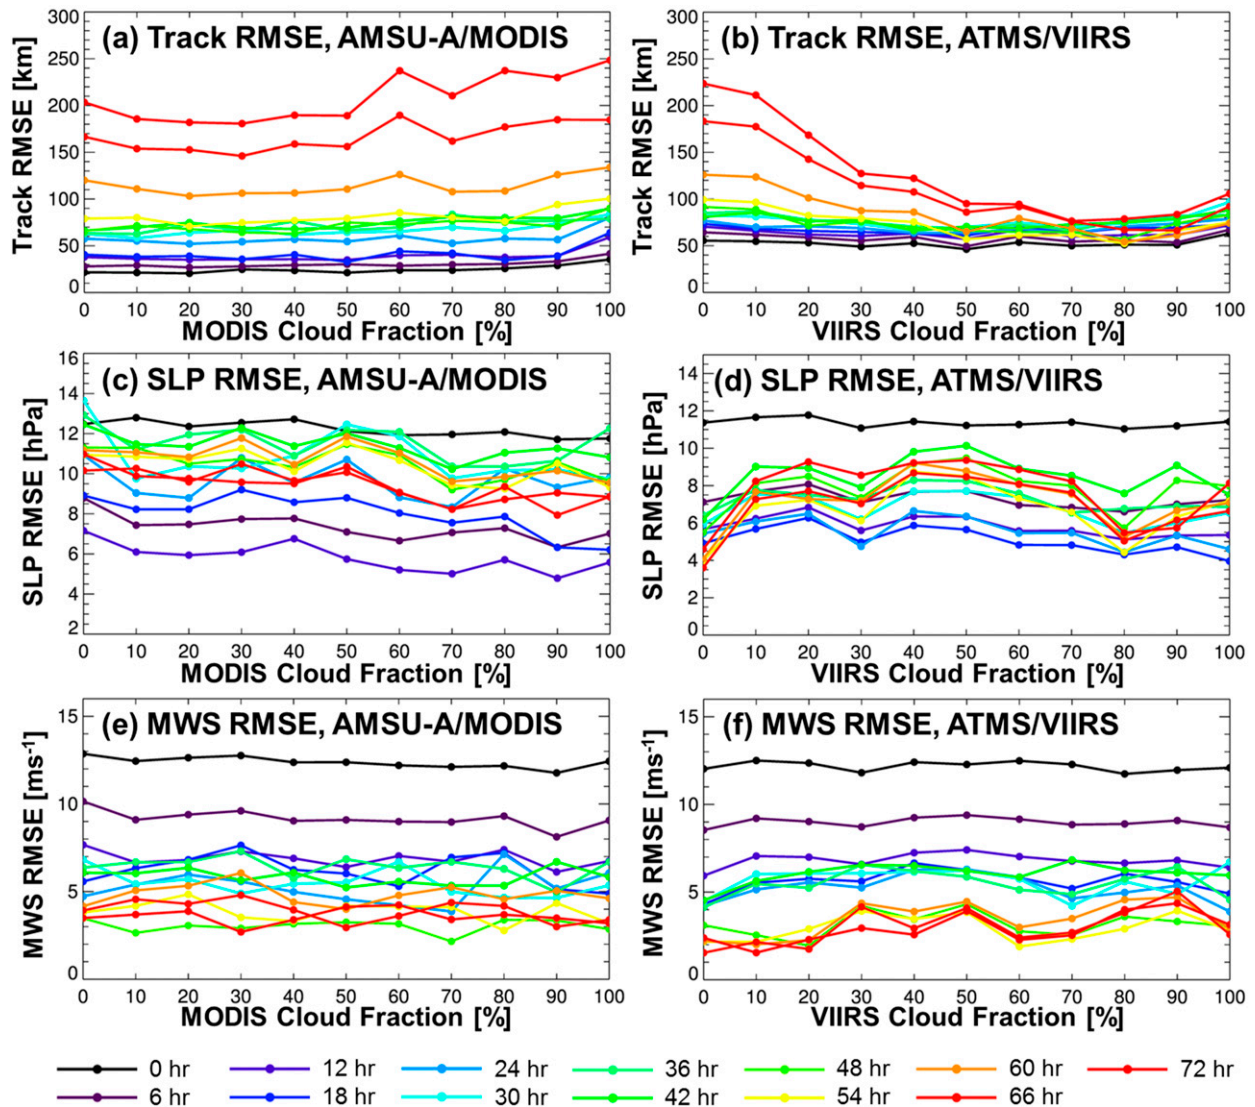 (a) Track RMSE, AMSU-A/MODIS
Track RMSE [km]
300
250
200
150
100
50
0
0 10 20 30 40 50 60 70 80 90 100
MODIS Cloud Fraction [%]
(b) Track RMSE, ATMS/VIIRS
Track RMSE [km]
300
250
200
150
100
50
0
0 10 20 30 40 50 60 70 80 90 100
VIIRS Cloud Fraction [%]
(c) SLP RMSE, AMSU-A/MODIS
SLP RMSE [hPa]
16
14
12
10
8
6
4
2
0 10 20 30 40 50 60 70 80 90 100
MODIS Cloud Fraction [%]
(d) SLP RMSE, ATMS/VIIRS
SLP RMSE [hPa]
14
12
10
8
6
4
2
0
0 10 20 30 40 50 60 70 80 90 100
VIIRS Cloud Fraction [%]
(e) MWS RMSE, AMSU-A/MODIS
MWS RMSE [ms⁻¹]
15
10
5
0
0 10 20 30 40 50 60 70 80 90 100
MODIS Cloud Fraction [%]
(f) MWS RMSE, ATMS/VIIRS
MWS RMSE [ms⁻¹]
15
10
5
0
0 10 20 30 40 50 60 70 80 90 100
VIIRS Cloud Fraction [%]
0 hr 12 hr 24 hr 36 hr 48 hr 60 hr 72 hr
6 hr 18 hr 30 hr 42 hr 54 hr 66 hr